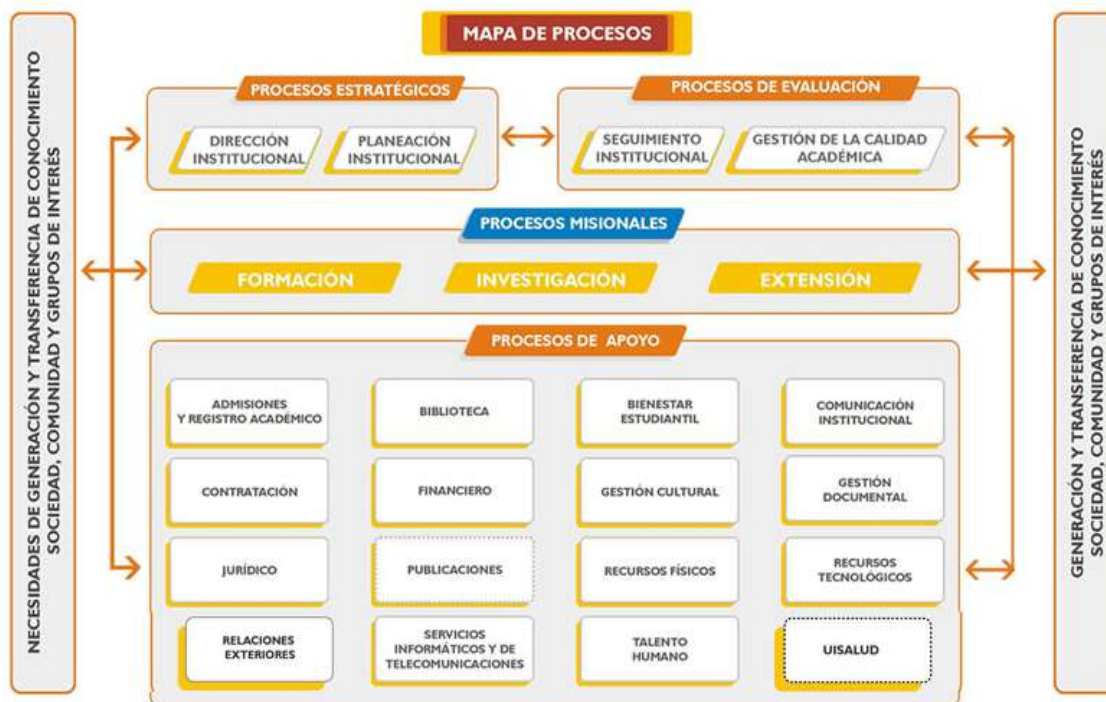 MAPA DE PROCESOS
NECESIDADES DE GENERACIÓN Y TRANSFERENCIA DE CONOCIMIENTO
SOCIEDAD, COMUNIDAD Y GRUPOS DE INTERÉS
PROCESOS ESTRATÉGICOS
DIRECCIÓN
INSTITUCIONAL
PLANEACIÓN
INSTITUCIONAL
PROCESOS DE EVALUACIÓN
SEGUIMIENTO
INSTITUCIONAL
GESTIÓN DE LA CALIDAD
ACADÉMICA
PROCESOS MISIONALES
FORMACIÓN
INVESTIGACIÓN
EXTENSIÓN
PROCESOS DE APOYO
ADMISIONES
Y REGISTRO ACADÉMICO
BIBLIOTECA
BIENESTAR
ESTUDIANTIL
COMUNICACIÓN
INSTITUCIONAL
CONTRATACIÓN
FINANCIERO
GESTIÓN CULTURAL
GESTIÓN
DOCUMENTAL
JURÍDICO
PUBLICACIONES
RECURSOS FÍSICOS
RECURSOS
TECNOLÓGICOS
RELACIONES
EXTERIORES
SERVICIOS
INFORMÁTICOS Y DE
TELECOMUNICACIONES
TALENTO
HUMANO
UISALUD
GENERACIÓN Y TRANSFERENCIA DE CONOCIMIENTO
SOCIEDAD, COMUNIDAD Y GRUPOS DE INTERÉS